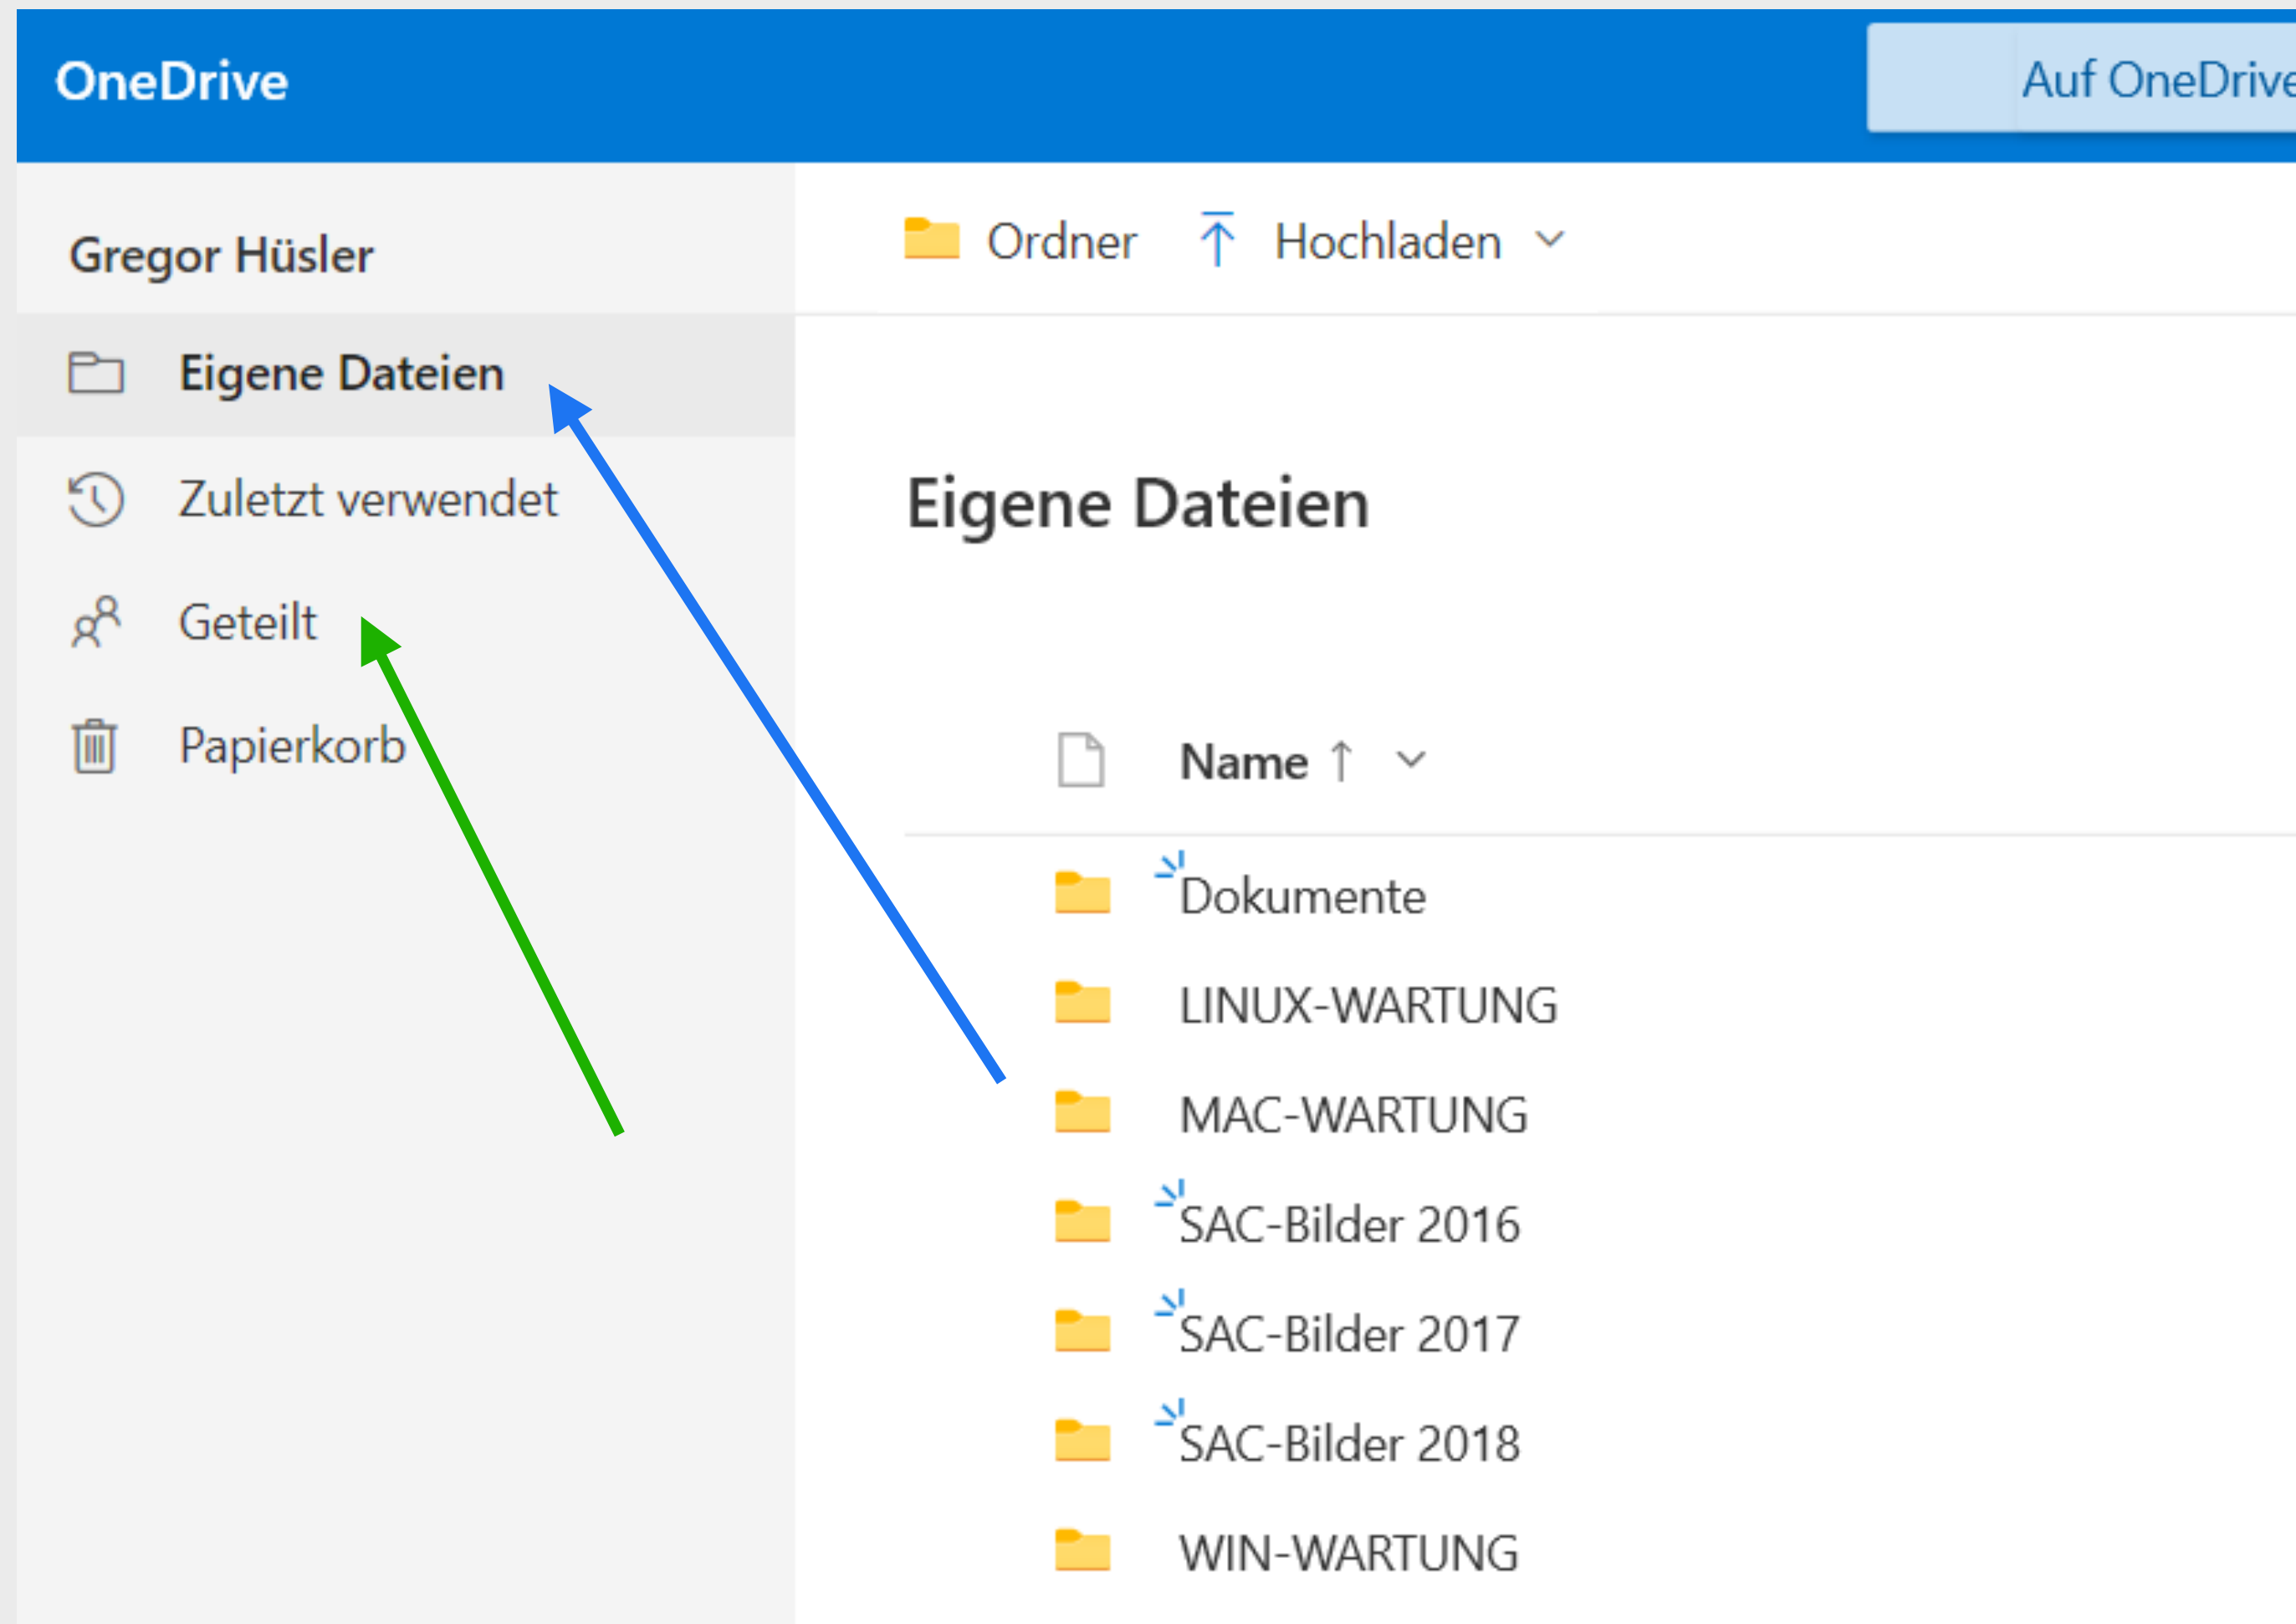 OneDrive
Auf OneDrive
Gregor Hüsler
Eigene Dateien
Zuletzt verwendet
Geteilt
Papierkorb
Ordner Hochladen
Eigene Dateien
Name
Dokumente
LINUX-WARTUNG
MAC-WARTUNG
SAC-Bilder 2016
SAC-Bilder 2017
SAC-Bilder 2018
WIN-WARTUNG